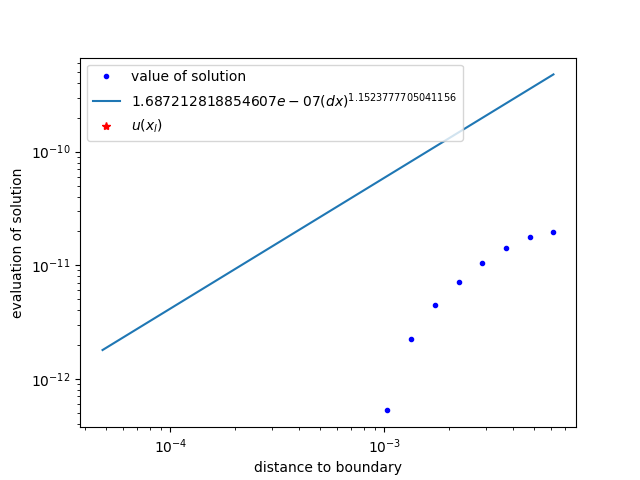 value of solution
1.687212818854607e − 07(dx)^1.1523777705041156
u(x_l)
evaluation of solution
10^−10
10^−11
10^−12
10^−4
10^−3
distance to boundary